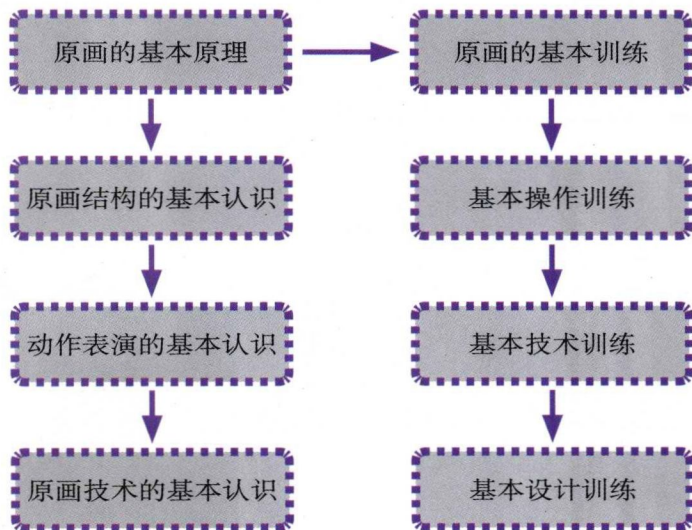 原画的基本原理
原画的基本训练
原画结构的基本认识
基本操作训练
动作表演的基本认识
基本技术训练
原画技术的基本认识
基本设计训练